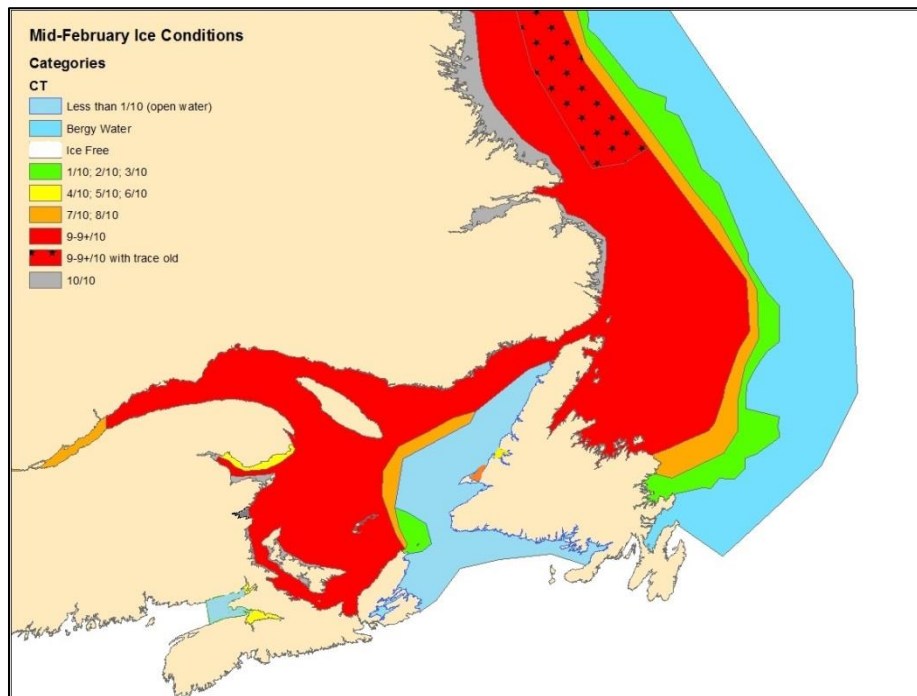 Mid-February Ice Conditions
Categories
CT
Less than 1/10 (open water)
Bergy Water
Ice Free
1/10; 2/10; 3/10
4/10; 5/10; 6/10
7/10; 8/10
9-9+/10
9-9+/10 with trace old
10/10